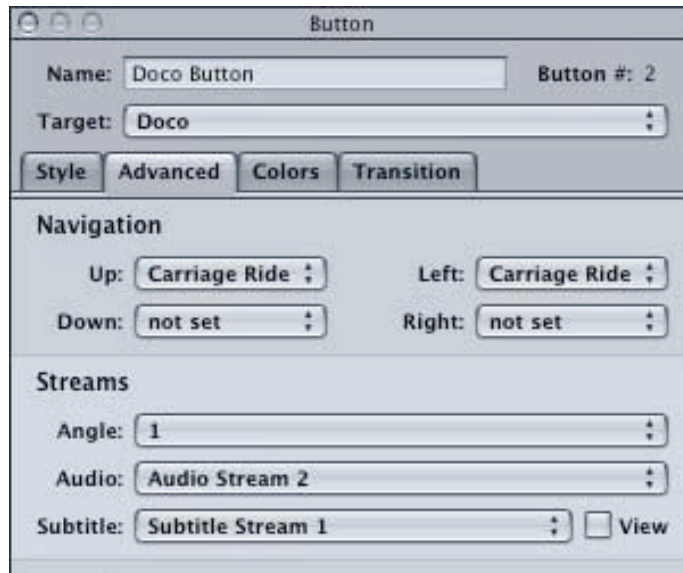 Button
Name: Doco Button Button #: 2
Target: Doco
Style Advanced Colors Transition
Navigation
Up: Carriage Ride Left: Carriage Ride
Down: not set Right: not set
Streams
Angle: 1
Audio: Audio Stream 2
Subtitle: Subtitle Stream 1 View